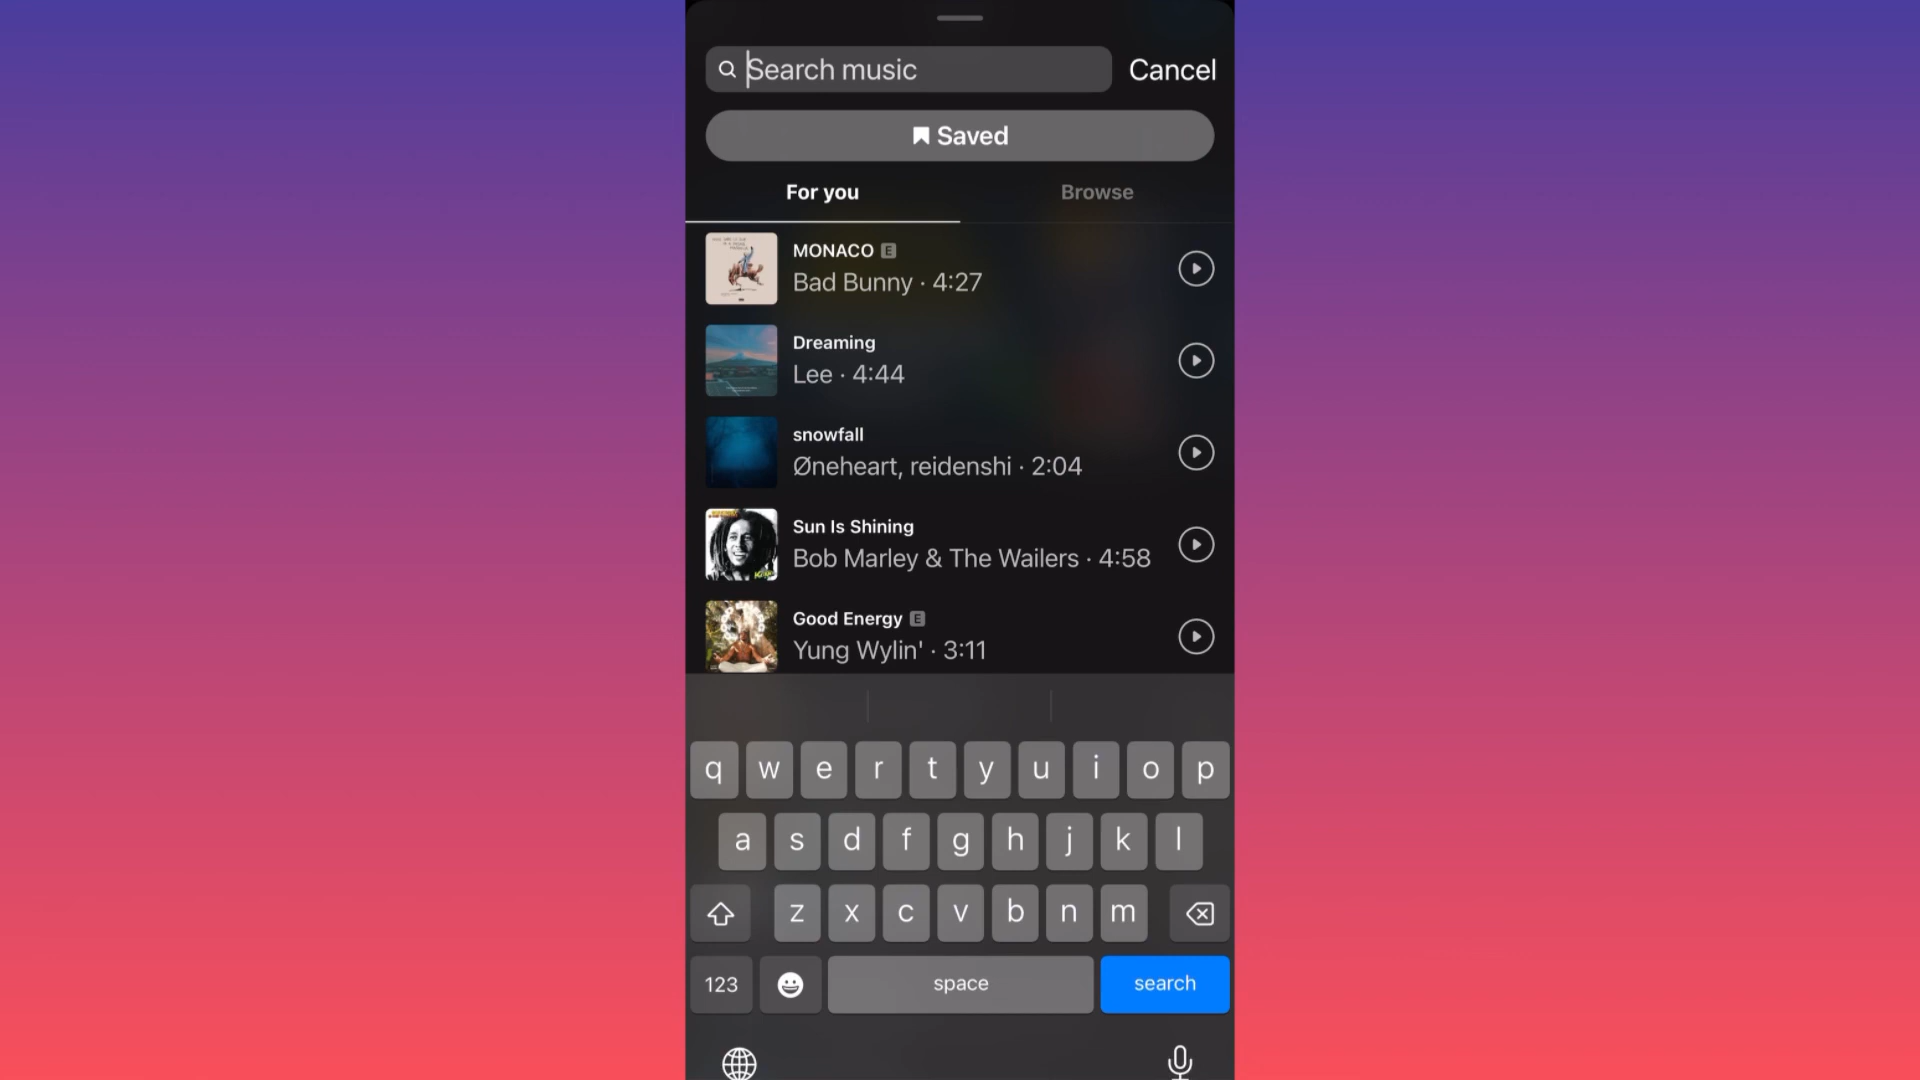 Search music
Cancel
Saved
For you
Browse
MONACO E
Bad Bunny · 4:27
Dreaming
Lee · 4:44
snowfall
Øneheart, reidenshi · 2:04
Sun Is Shining
Bob Marley & The Wailers · 4:58
Good Energy E
Yung Wylin' · 3:11
q w e r t y u i o p
a s d f g h j k l
z x c v b n m
123
space
search